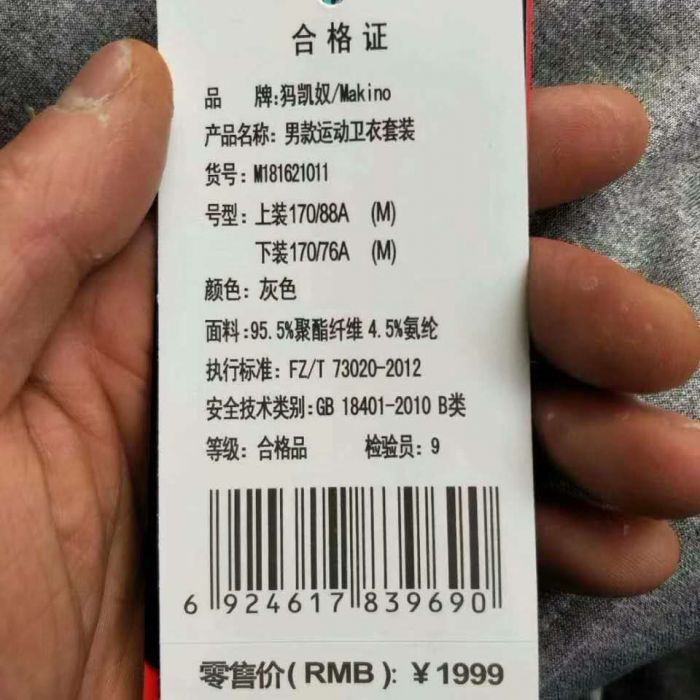 合格证
品 牌:犸凯奴/Makino
产品名称: 男款运动卫衣套装
货号: M181621011
号型: 上装170/88A (M)
下装170/76A (M)
颜色: 灰色
面料:95.5%聚酯纤维 4.5%氨纶
执行标准: FZ/T 73020-2012
安全技术类别:GB 18401-2010 B类
等级: 合格品 检验员: 9
6 924617 839690
零售价(RMB): ¥1999